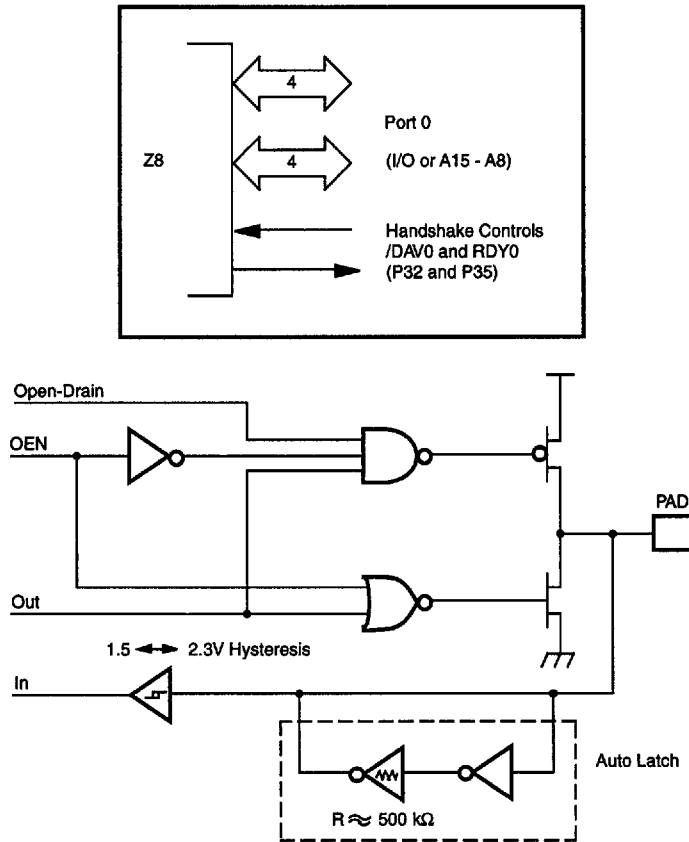 4
Port 0
Z8
4
(I/O or A15 - A8)
Handshake Controls
/DAV0 and RDY0
(P32 and P35)
Open-Drain
OEN
PAD
Out
1.5 ◄─► 2.3V Hysteresis
In
Auto Latch
R ≈ 500 kΩ